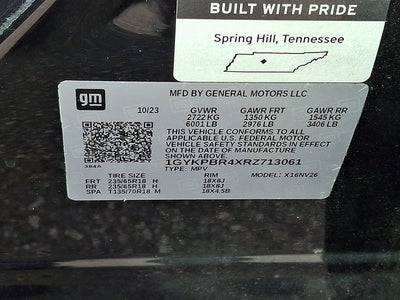 BUILT WITH PRIDE
Spring Hill, Tennessee
gm
MFD BY GENERAL MOTORS LLC
10/23 GVWR GAWR FRT GAWR RR
2722 KG 1350 KG 1545 KG
6001 LB 2976 LB 3406 LB
THIS VEHICLE CONFORMS TO ALL
APPLICABLE U.S. FEDERAL MOTOR
VEHICLE SAFETY STANDARDS IN EFFECT
ON THE DATE OF MANUFACTURE
SHOWN ABOVE
384A
1GYKPBR4XRZ713061
TYPE: MPV
TIRE SIZE RIM MODEL: X16NV26
FRT 235/65R18 H 18X8J
RR 235/65R18 H 18X8J
SPA T135/70R18 M 18X4.5B